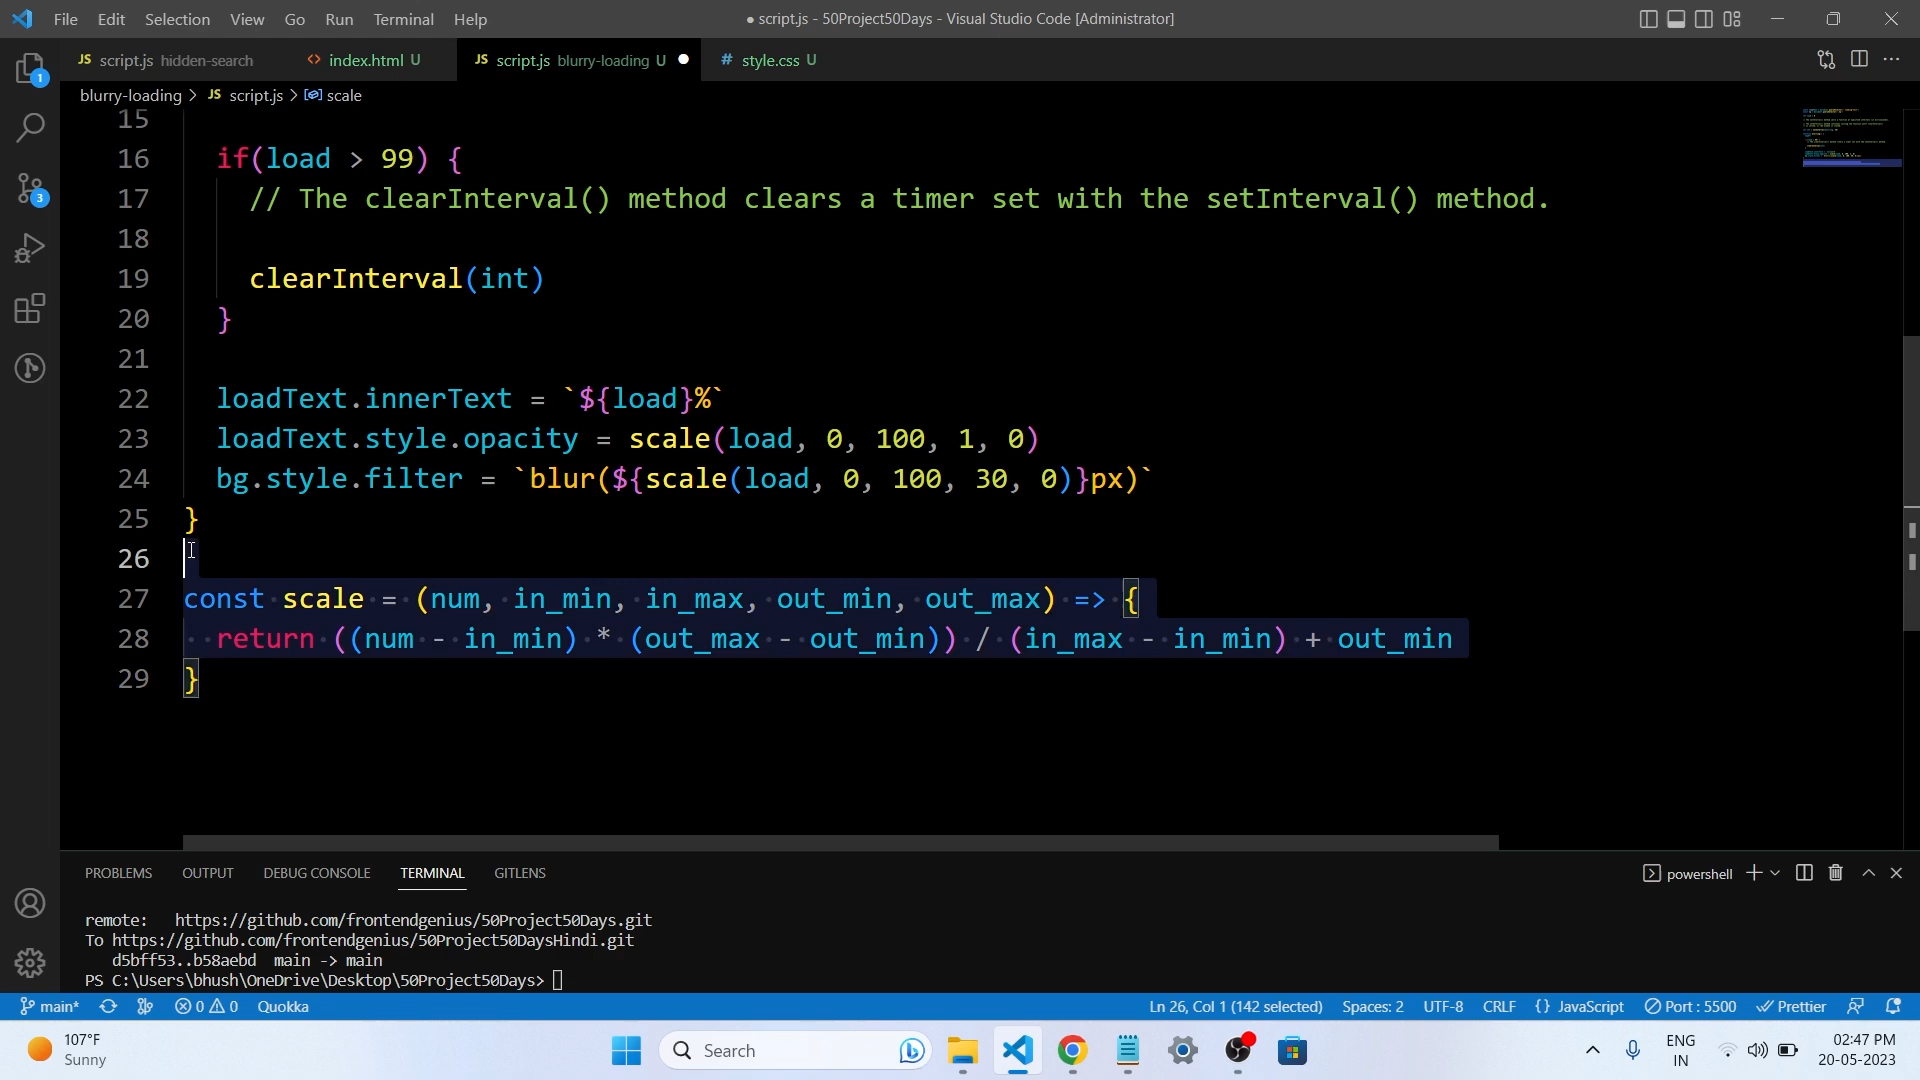 File Edit Selection View Go Run Terminal Help
● script.js - 50Project50Days - Visual Studio Code [Administrator]
JS script.js hidden-search
<> index.html U
JS script.js blurry-loading U ●
# style.css U
blurry-loading > JS script.js > scale
15
16 if(load > 99) {
17 // The clearInterval() method clears a timer set with the setInterval() method.
18
19 clearInterval(int)
20 }
21
22 loadText.innerText = `${load}%`
23 loadText.style.opacity = scale(load, 0, 100, 1, 0)
24 bg.style.filter = `blur(${scale(load, 0, 100, 30, 0)}px)`
25 }
26
27 const scale = (num, in_min, in_max, out_min, out_max) => {
28 return ((num - in_min) * (out_max - out_min)) / (in_max - in_min) + out_min
29 }
1
3
PROBLEMS OUTPUT DEBUG CONSOLE TERMINAL GITLENS
powershell
remote: https://github.com/frontendgenius/50Project50Days.git
To https://github.com/frontendgenius/50Project50DaysHindi.git
d5bff53..b58aebd main -> main
PS C:\Users\bhush\OneDrive\Desktop\50Project50Days>
main* 0 0 Quokka
Ln 26, Col 1 (142 selected) Spaces: 2 UTF-8 CRLF {} JavaScript Port : 5500 Prettier
107°F
Sunny
Search
ENG
IN
02:47 PM
20-05-2023